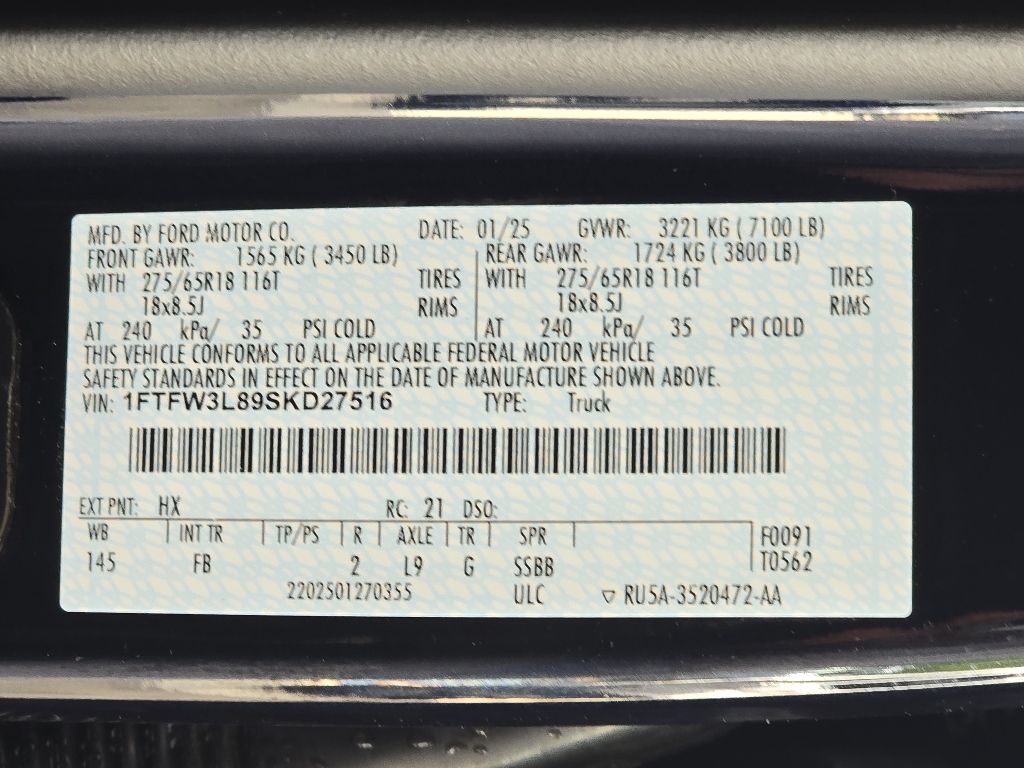 MFD. BY FORD MOTOR CO. DATE: 01/25 GVWR: 3221 KG ( 7100 LB)
FRONT GAWR: 1565 KG ( 3450 LB) REAR GAWR: 1724 KG ( 3800 LB)
WITH 275/65R18 116T TIRES WITH 275/65R18 116T TIRES
18x8.5J RIMS 18x8.5J RIMS
AT 240 kPa/ 35 PSI COLD AT 240 kPa/ 35 PSI COLD
THIS VEHICLE CONFORMS TO ALL APPLICABLE FEDERAL MOTOR VEHICLE
SAFETY STANDARDS IN EFFECT ON THE DATE OF MANUFACTURE SHOWN ABOVE.
VIN: 1FTFW3L89SKD27516 TYPE: Truck
EXT PNT: HX RC: 21 DSO:
WB INT TR TP/PS R AXLE TR SPR F0091
145 FB 2 L9 G SSBB T0562
2202501270355 ULC ▽ RU5A-3520472-AA